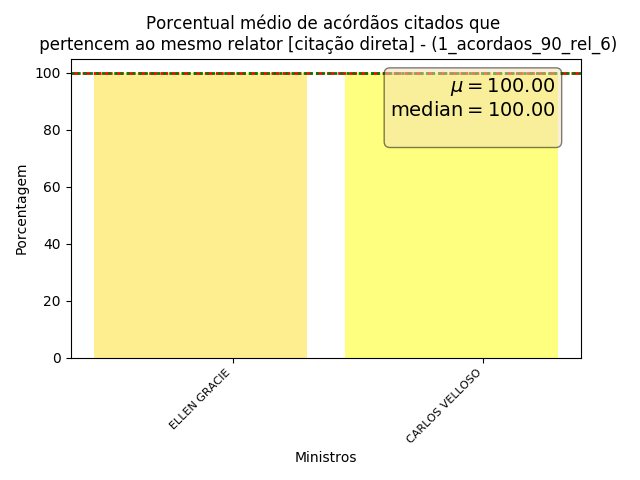 Porcentual médio de acórdãos citados que
pertencem ao mesmo relator [citação direta] - (1_acordaos_90_rel_6)
μ = 100.00
median = 100.00
100
80
60
40
20
0
Porcentagem
ELLEN GRACIE
CARLOS VELLOSO
Ministros